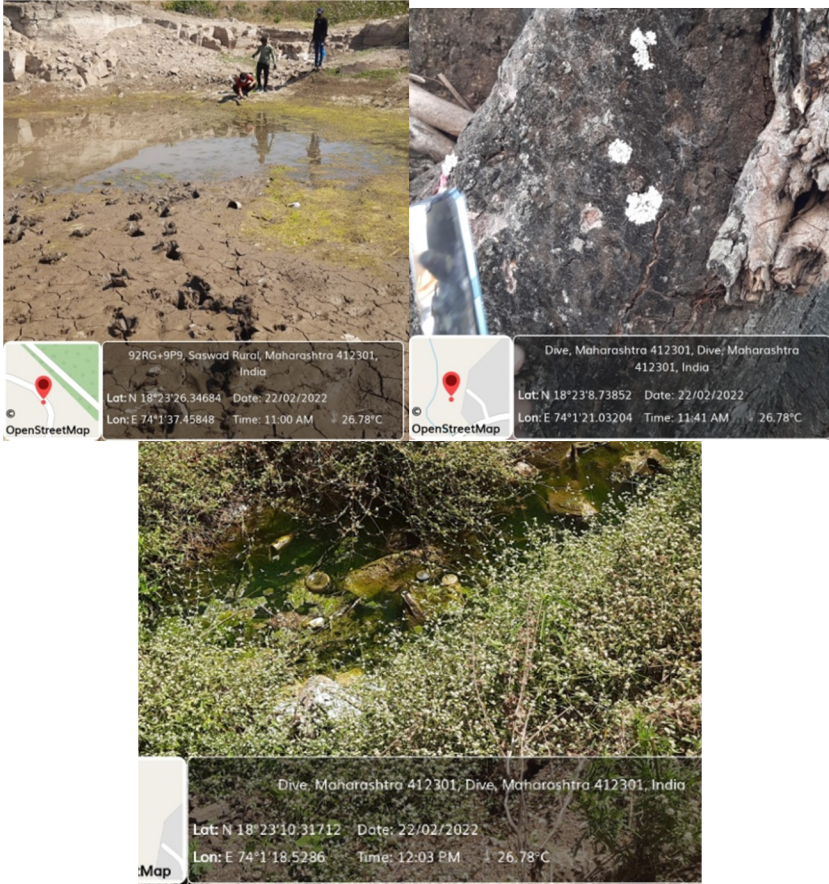 92RG+9P9, Saswad Rural, Maharashtra 412301,
India
Lat: N 18°23'26.34684 Date: 22/02/2022
Lon: E 74°1'37.45848 Time: 11:00 AM 26.78°C
©
OpenStreetMap
Dive, Maharashtra 412301, Dive, Maharashtra
412301, India
Lat: N 18°23'8.73852 Date: 22/02/2022
Lon: E 74°1'21.03204 Time: 11:41 AM 26.78°C
©
OpenStreetMap
Dive, Maharashtra 412301, Dive, Maharashtra 412301, India
Lat: N 18°23'10.31712 Date: 22/02/2022
Lon: E 74°1'18.5286 Time: 12:03 PM 26.78°C
tMap